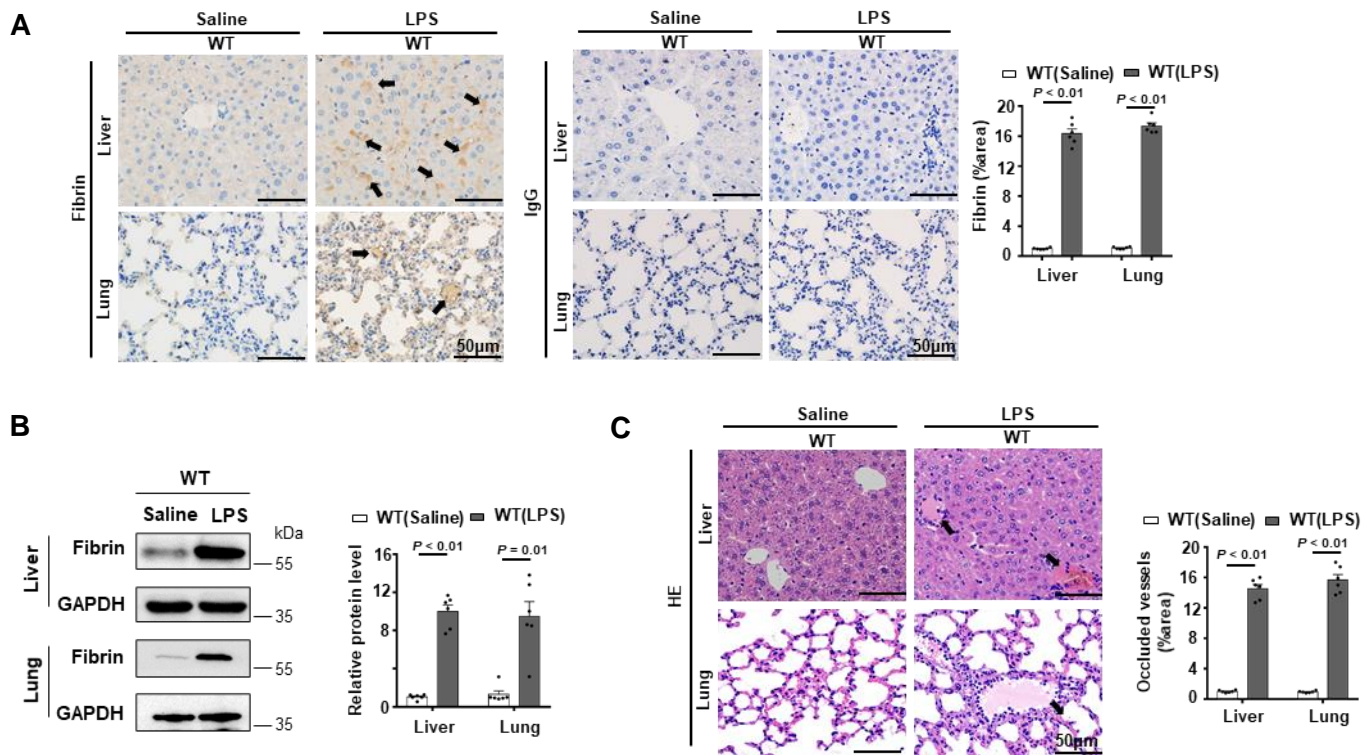 A
Saline
LPS
WT
WT
Fibrin
Liver
Lung
50µm
Saline
LPS
WT
WT
IgG
Liver
Lung
50µm
WT(Saline) WT(LPS)
P < 0.01
P < 0.01
Fibrin (%area)
20
16
12
8
4
0
Liver
Lung
B
WT
Saline LPS
kDa
Liver
Fibrin
55
GAPDH
35
Lung
Fibrin
55
GAPDH
35
WT(Saline) WT(LPS)
P < 0.01
P = 0.01
Relative protein level
16
12
8
4
0
Liver
Lung
C
Saline
LPS
WT
WT
HE
Liver
Lung
50µm
WT(Saline) WT(LPS)
P < 0.01
P < 0.01
Occluded vessels
(%area)
20
16
12
8
4
0
Liver
Lung